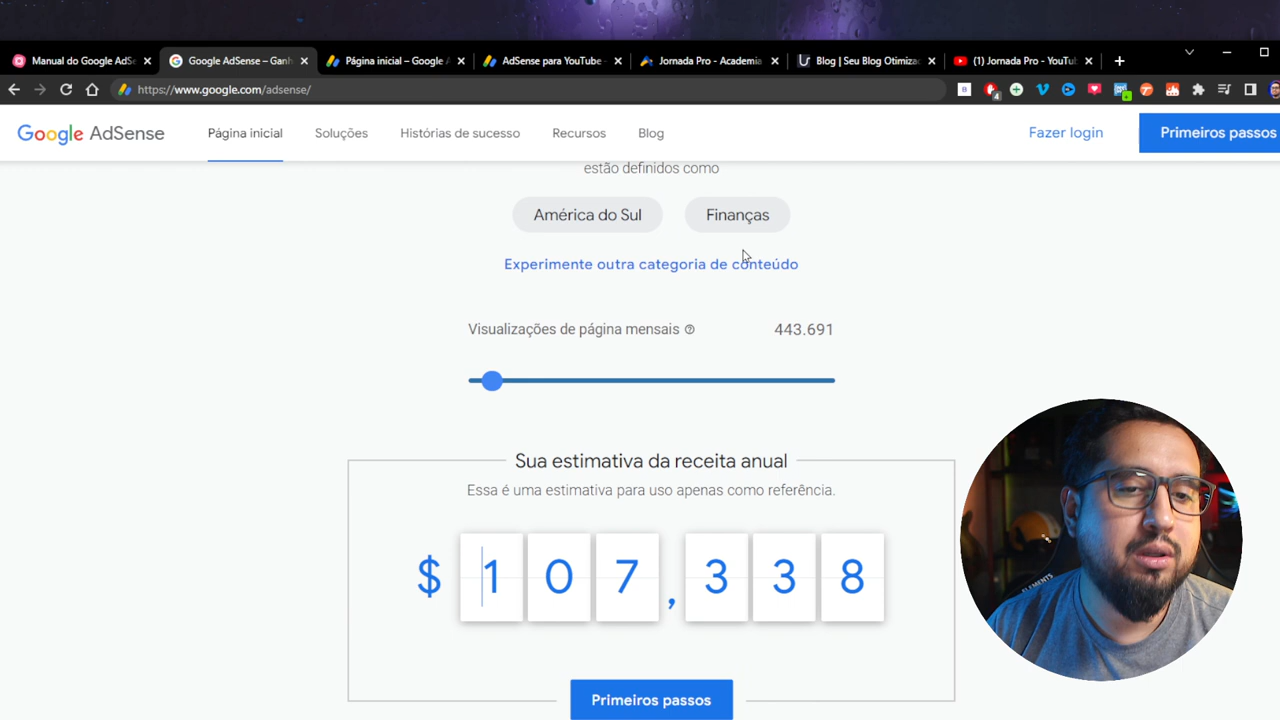 Manual do Google AdSe
Google AdSense – Ganh
Página inicial – Google A
AdSense para YouTube -
Jornada Pro - Academia
Blog | Seu Blog Otimizac
(1) Jornada Pro - YouTu
https://www.google.com/adsense/
4
Google AdSense
Página inicial
Soluções
Histórias de sucesso
Recursos
Blog
Fazer login
Primeiros passos
estão definidos como
América do Sul
Finanças
Experimente outra categoria de conteúdo
Visualizações de página mensais
443.691
Sua estimativa da receita anual
Essa é uma estimativa para uso apenas como referência.
$ 107,338
Primeiros passos